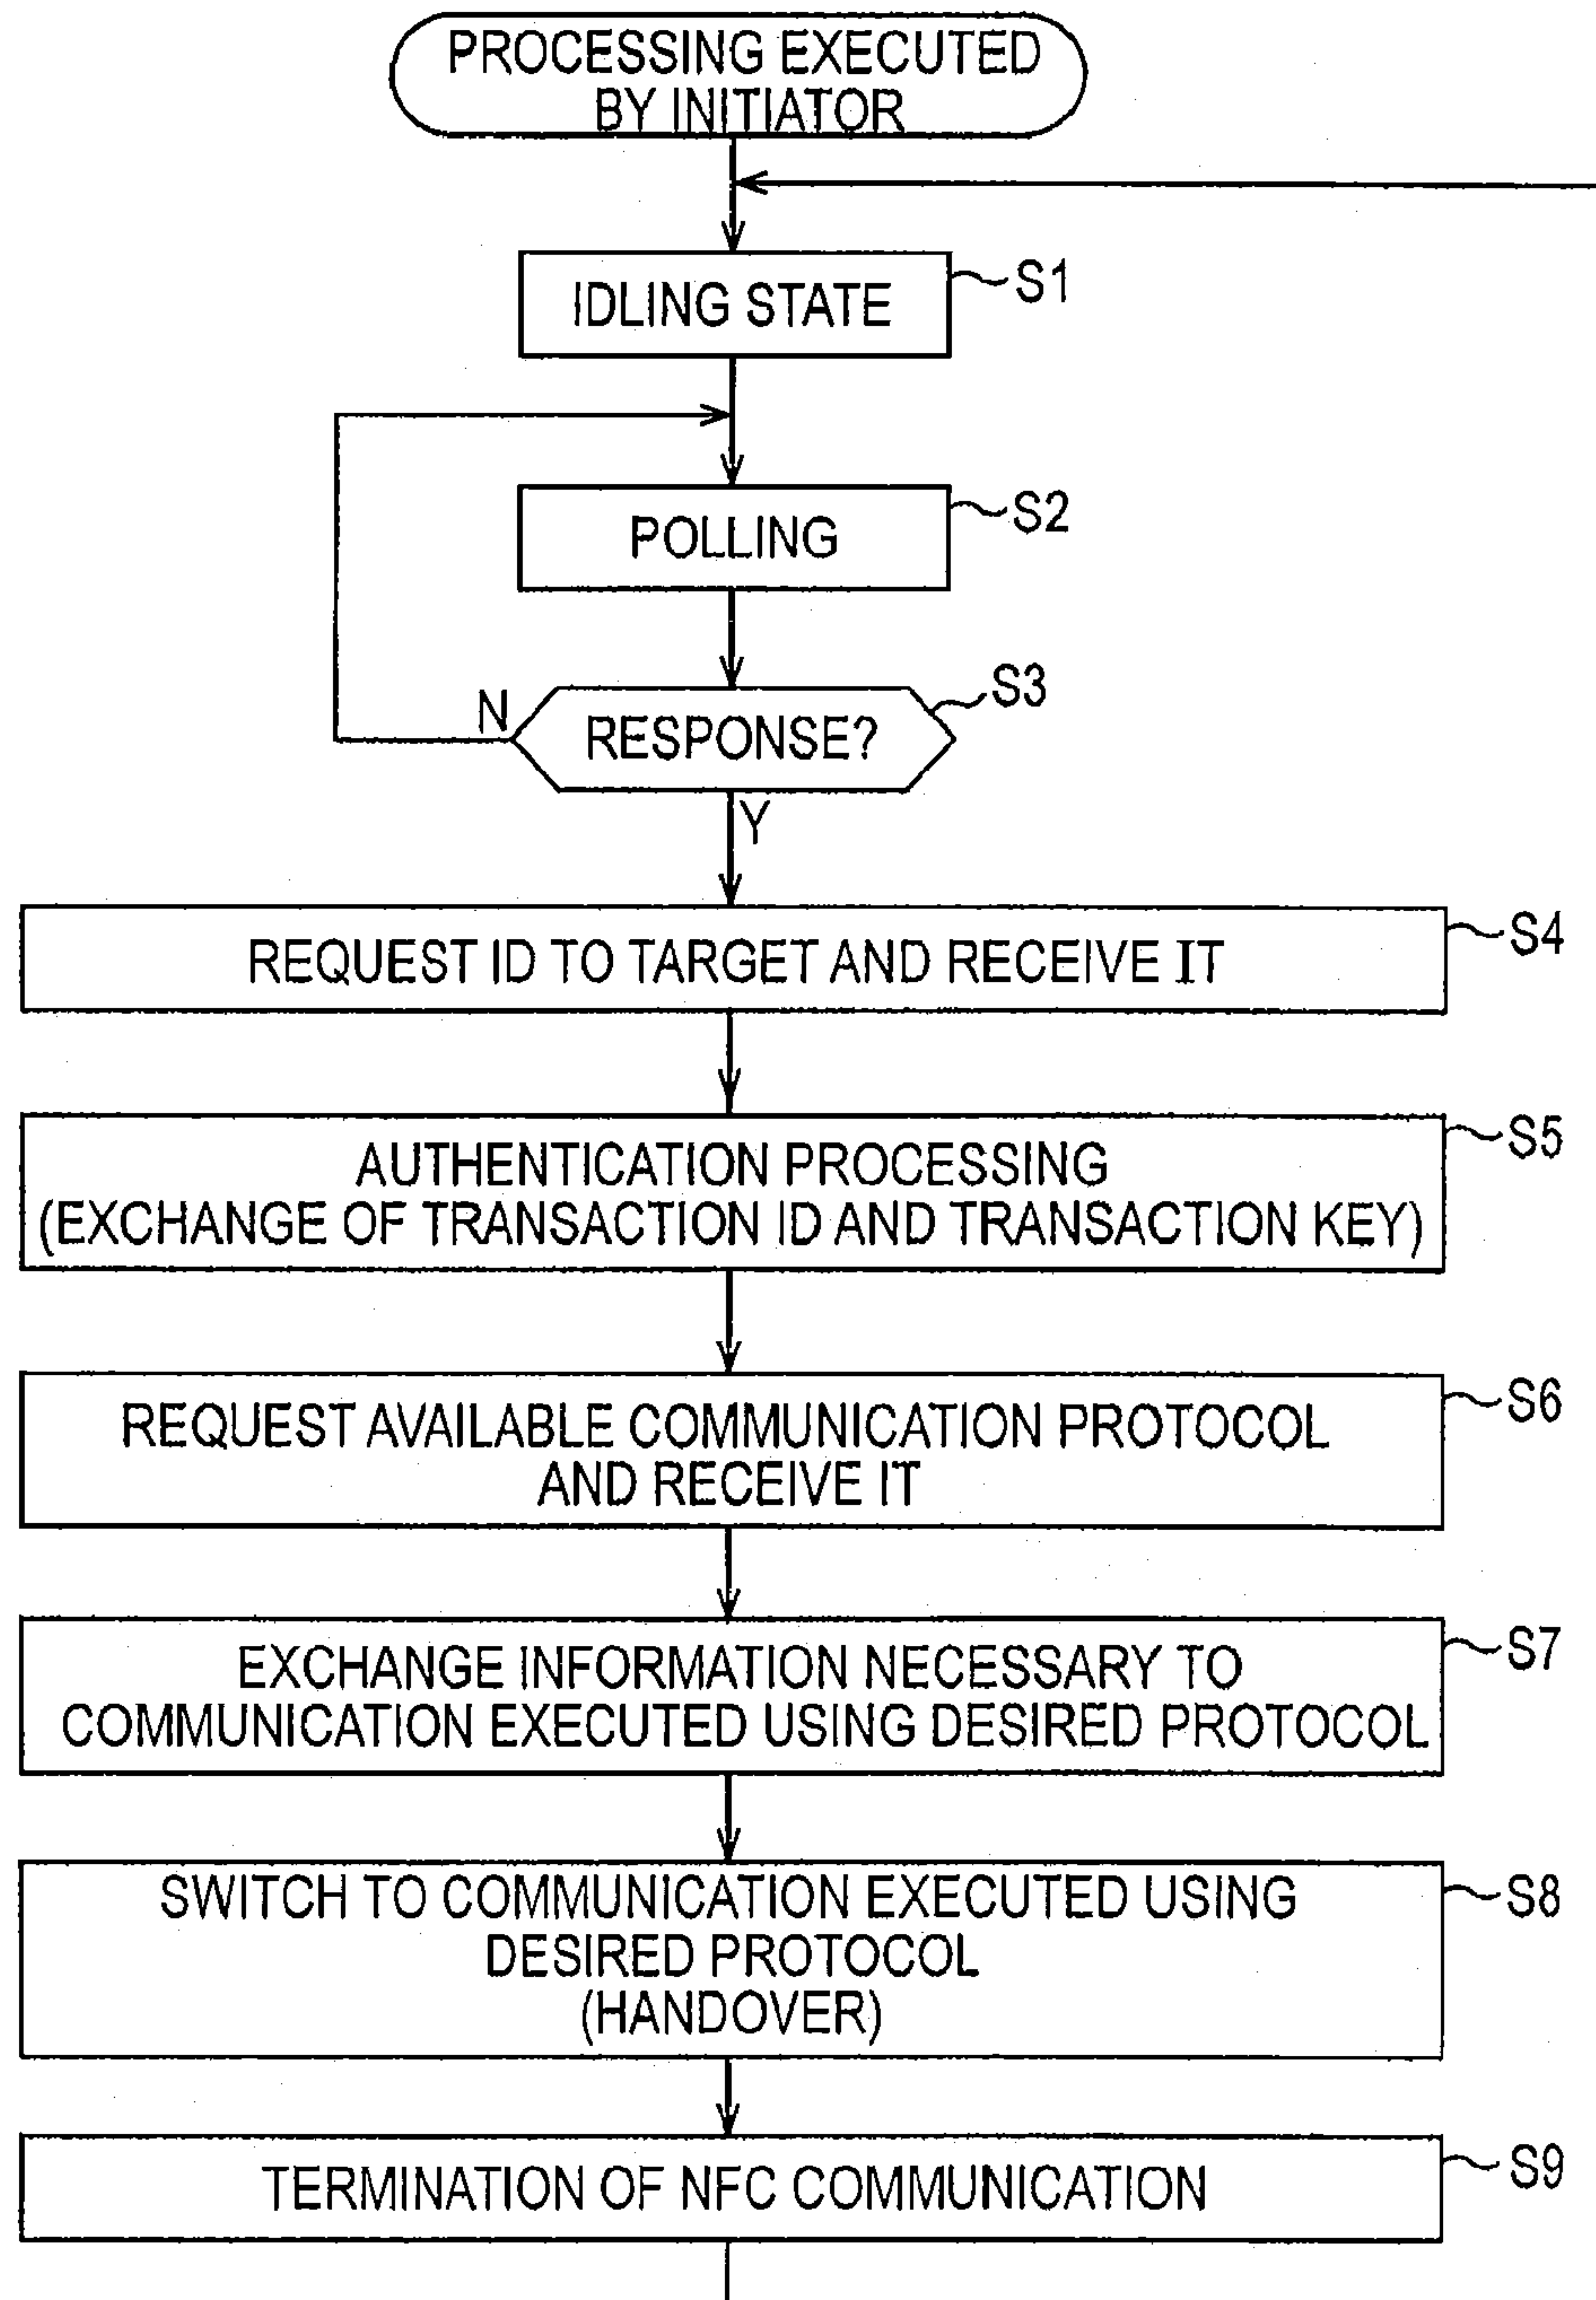 PROCESSING EXECUTED
BY INITIATOR
IDLING STATE
S1
POLLING
S2
RESPONSE?
S3
N
Y
REQUEST ID TO TARGET AND RECEIVE IT
S4
AUTHENTICATION PROCESSING
(EXCHANGE OF TRANSACTION ID AND TRANSACTION KEY)
S5
REQUEST AVAILABLE COMMUNICATION PROTOCOL
AND RECEIVE IT
S6
EXCHANGE INFORMATION NECESSARY TO
COMMUNICATION EXECUTED USING DESIRED PROTOCOL
S7
SWITCH TO COMMUNICATION EXECUTED USING
DESIRED PROTOCOL
(HANDOVER)
S8
TERMINATION OF NFC COMMUNICATION
S9